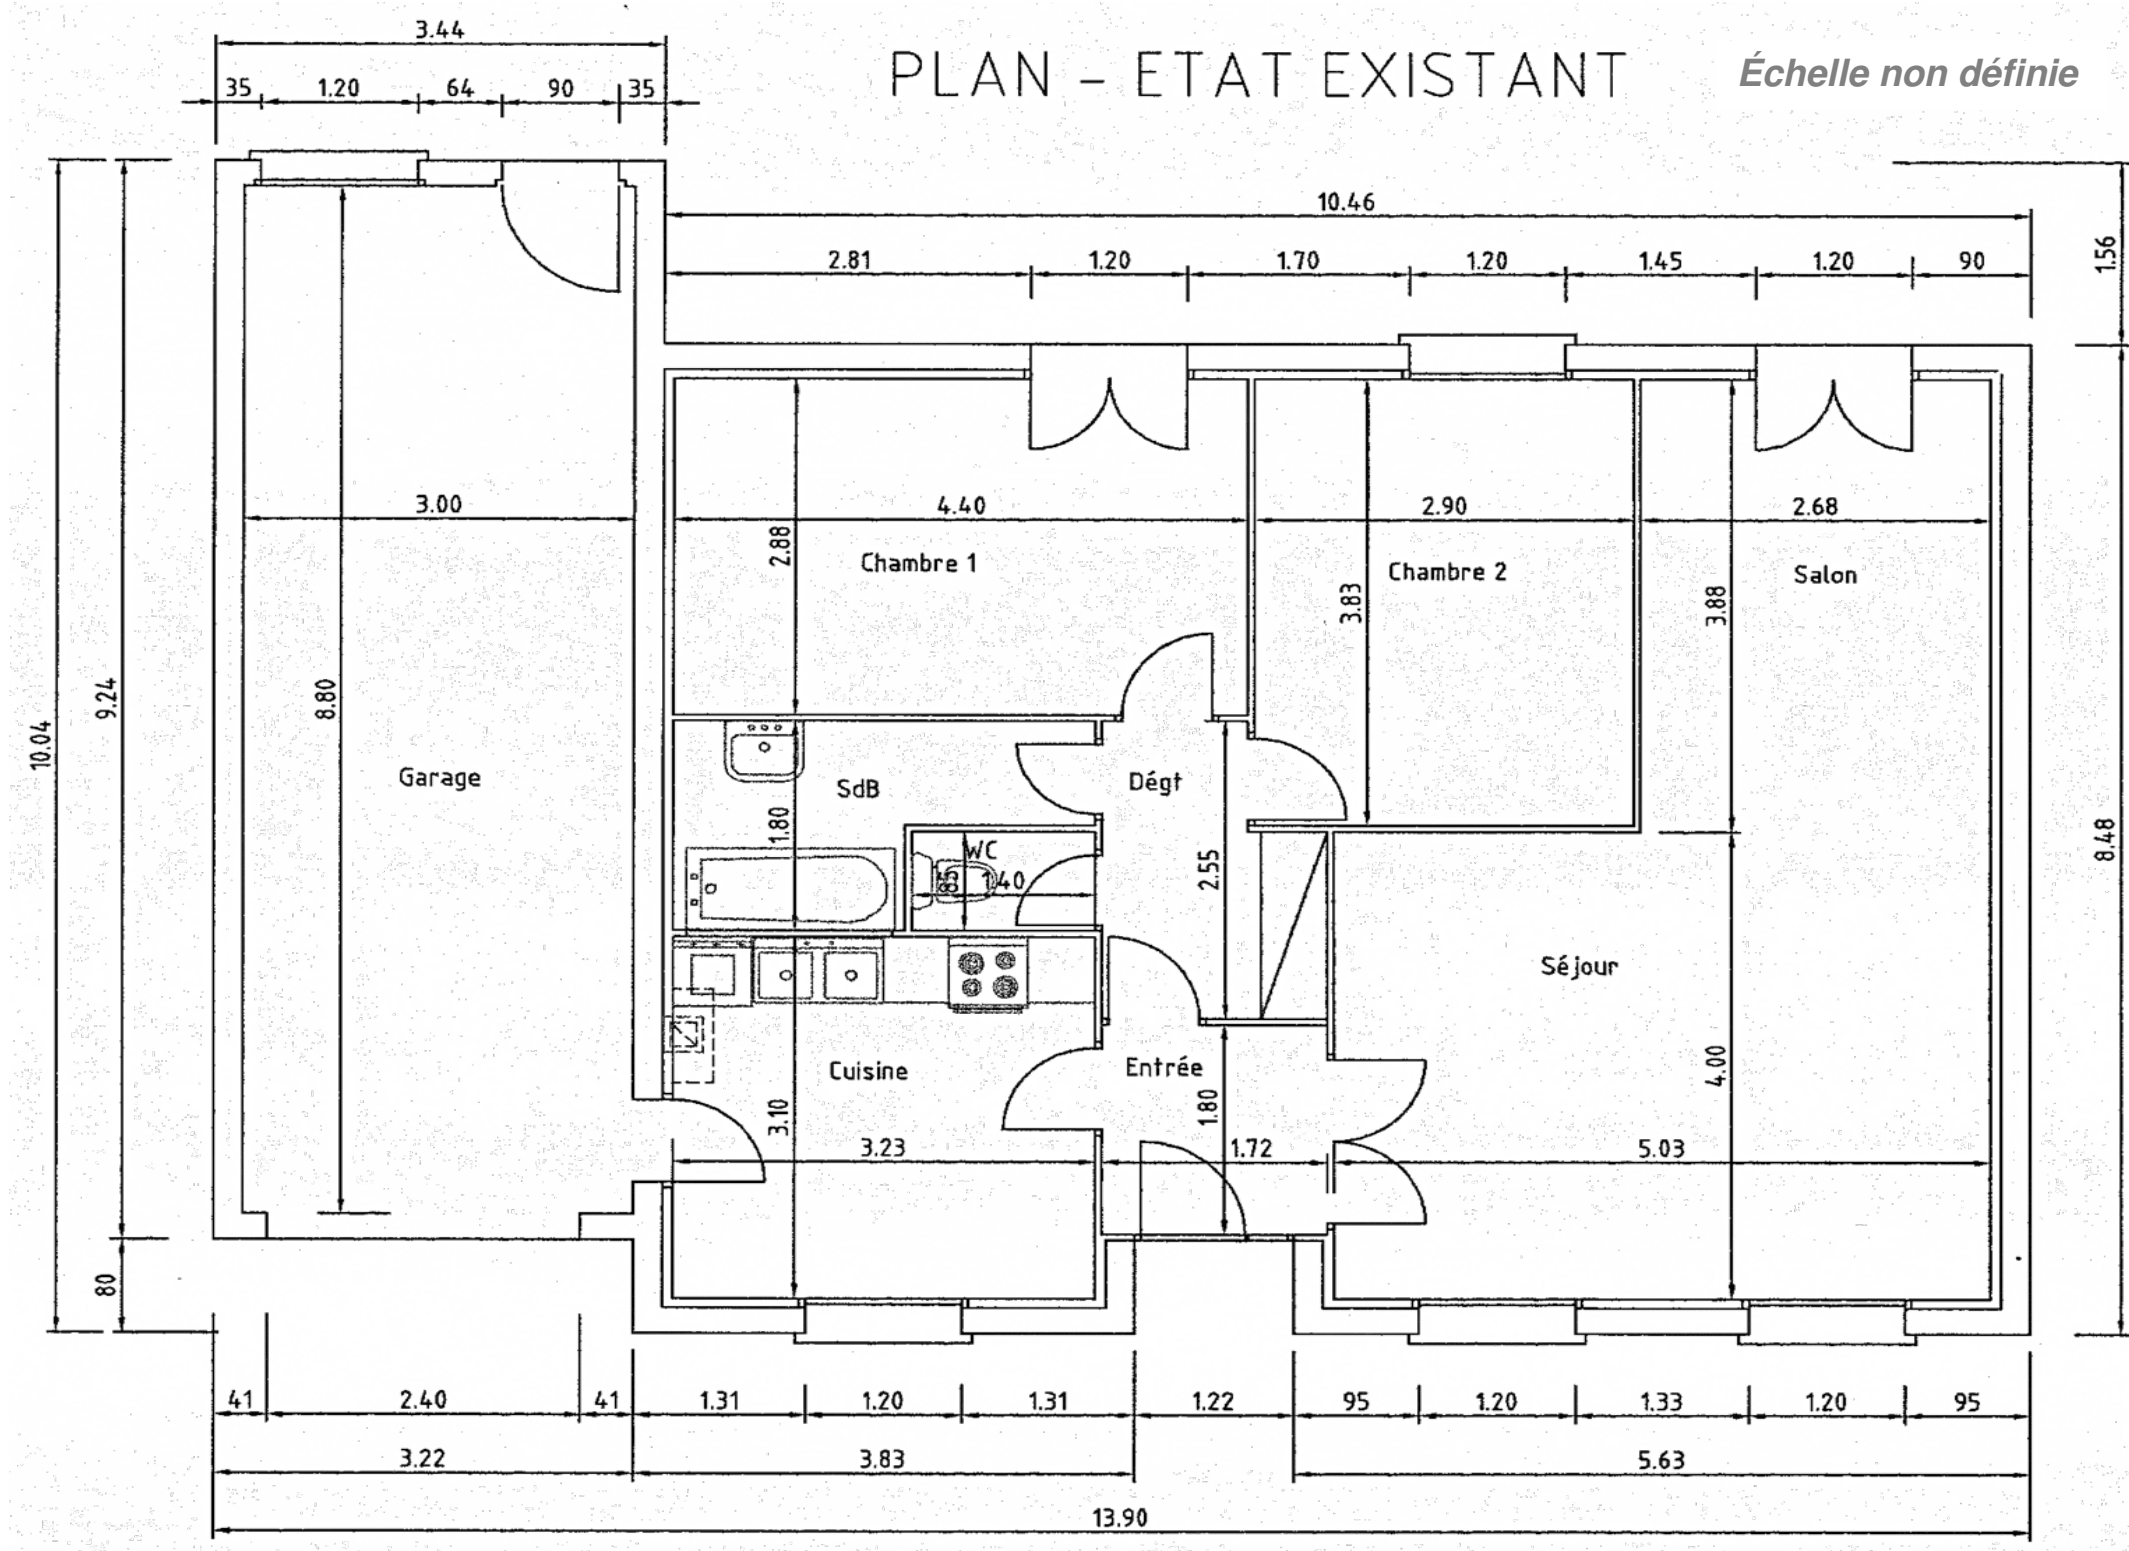 3.44
PLAN - ETAT EXISTANT
Échelle non définie
35 1.20 64 90 35
10.46
2.81 1.20 1.70 1.20 1.45 1.20 90
1.56
3.00
4.40
2.90
2.68
2.88
Chambre 1
Chambre 2
Salon
3.83
3.88
10.04
9.24
8.80
Garage
SdB
Dégt
1.80
WC
85
1.40
2.55
8.48
Séjour
Cuisine
Entrée
4.00
3.10
1.80
3.23
1.72
5.03
80
41 2.40 41 1.31 1.20 1.31 1.22 95 1.20 1.33 1.20 95
3.22 3.83 5.63
13.90